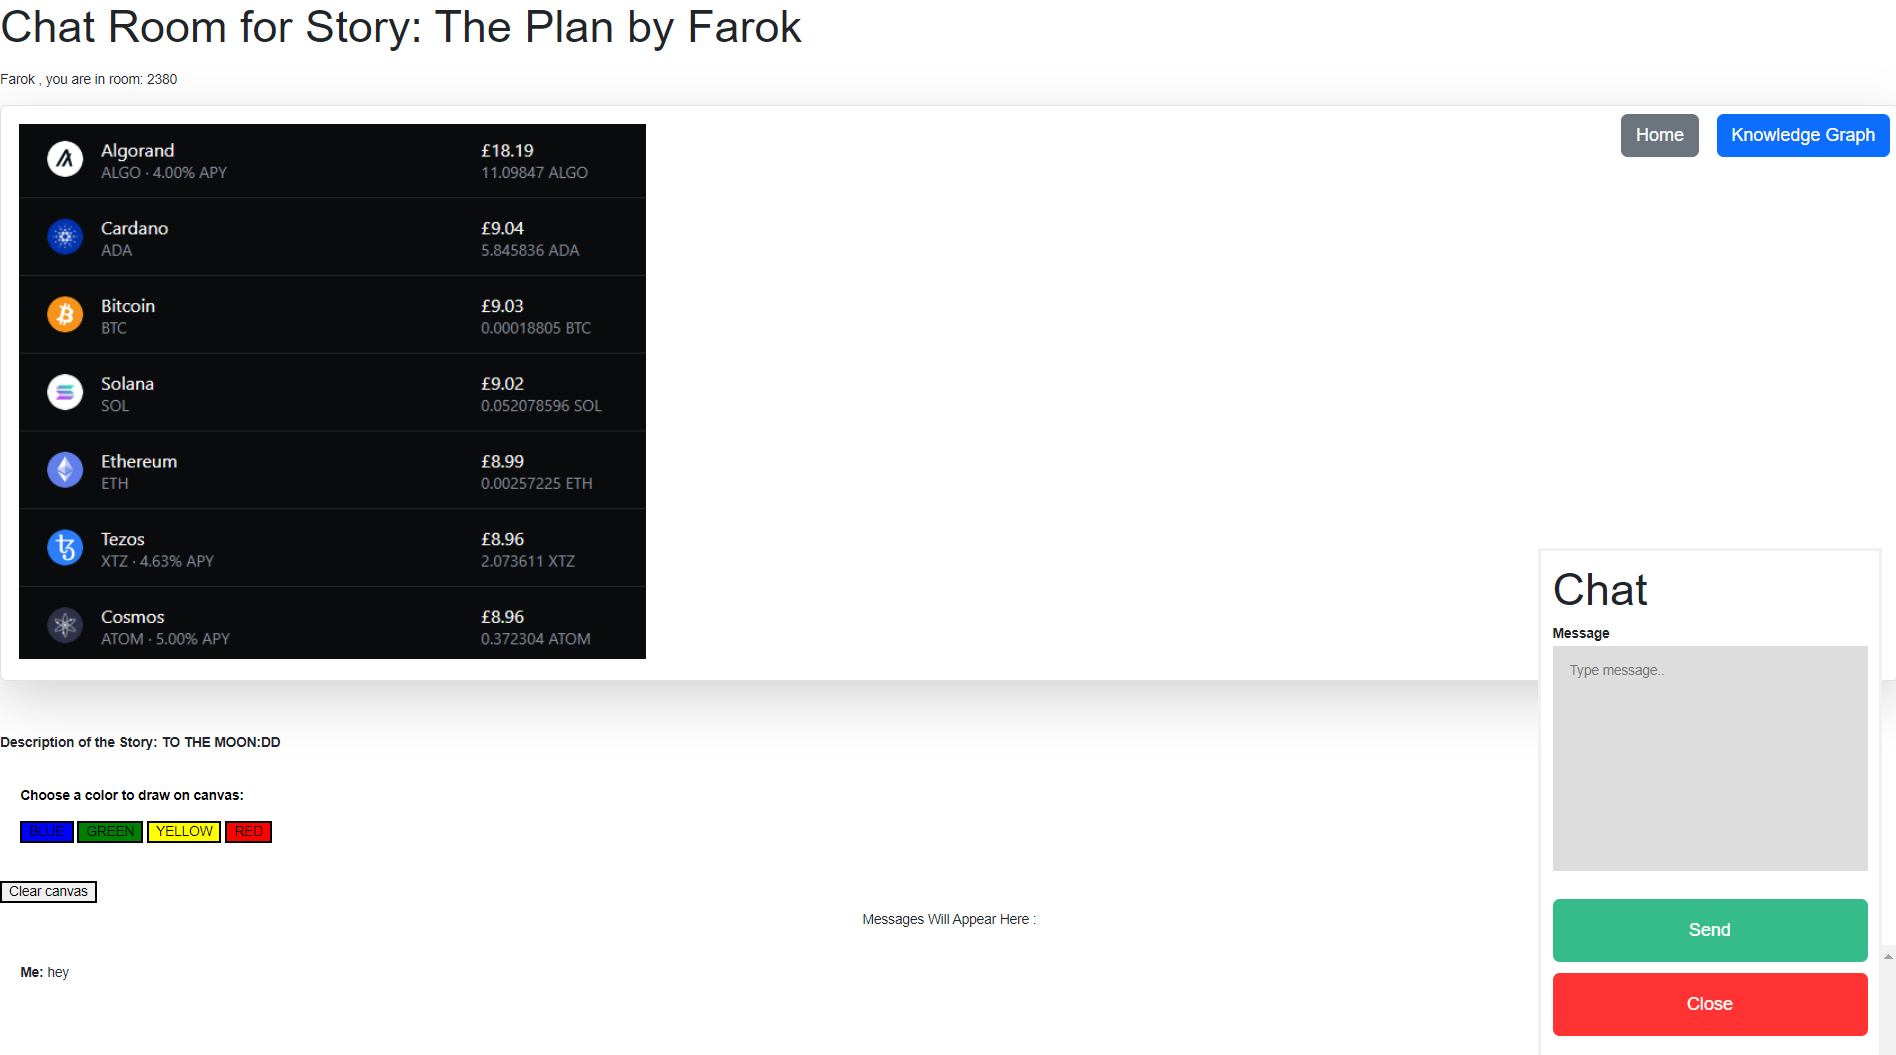 Chat Room for Story: The Plan by Farok
Farok , you are in room: 2380
Home
Knowledge Graph
Algorand £18.19
ALGO · 4.00% APY 11.09847 ALGO
Cardano £9.04
ADA 5.845836 ADA
Bitcoin £9.03
BTC 0.00018805 BTC
Solana £9.02
SOL 0.052078596 SOL
Ethereum £8.99
ETH 0.00257225 ETH
Tezos £8.96
XTZ · 4.63% APY 2.073611 XTZ
Cosmos £8.96
ATOM · 5.00% APY 0.372304 ATOM
Description of the Story: TO THE MOON:DD
Choose a color to draw on canvas:
BLUE GREEN YELLOW RED
Clear canvas
Messages Will Appear Here :
Me: hey
Chat
Message
Type message..
Send
Close